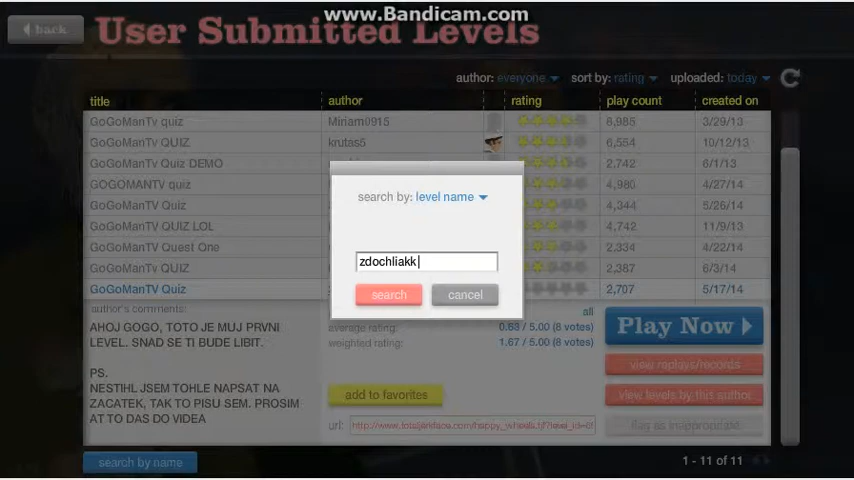 www.Bandicam.com
back
User Submitted Levels
author: everyone sort by: rating uploaded: today
title author rating play count created on
GoGoManTv quiz Miriam0915 6,985 3/29/13
GoGoManTv QUIZ krutas5 6,554 10/12/13
GoGoManTv Quiz DEMO 2,742 6/1/13
GOGOMANTV quiz 4,980 4/27/14
GoGoManTv Quiz 4,344 5/26/14
GoGoManTv QUIZ LOL 4,742 11/9/13
GoGoManTV Quest One 2,334 4/22/14
GoGoManTv QUIZ 2,387 6/3/14
GoGoManTv Quiz 2,707 5/17/14
search by: level name
zdochliakk
search cancel
author's comments:
AHOJ GOGO, TOTO JE MUJ PRVNI
LEVEL. SNAD SE TI BUDE LIBIT.
PS.
NESTIHL JSEM TOHLE NAPSAT NA
ZACATEK, TAK TO PISU SEM. PROSIM
AT TO DAS DO VIDEA
all
average rating: 0.63 / 5.00 (8 votes)
weighted rating: 1.67 / 5.00 (8 votes)
add to favorites
url:
Play Now
view replays/records
view levels by this author
flag as inappropriate
search by name
1 - 11 of 11